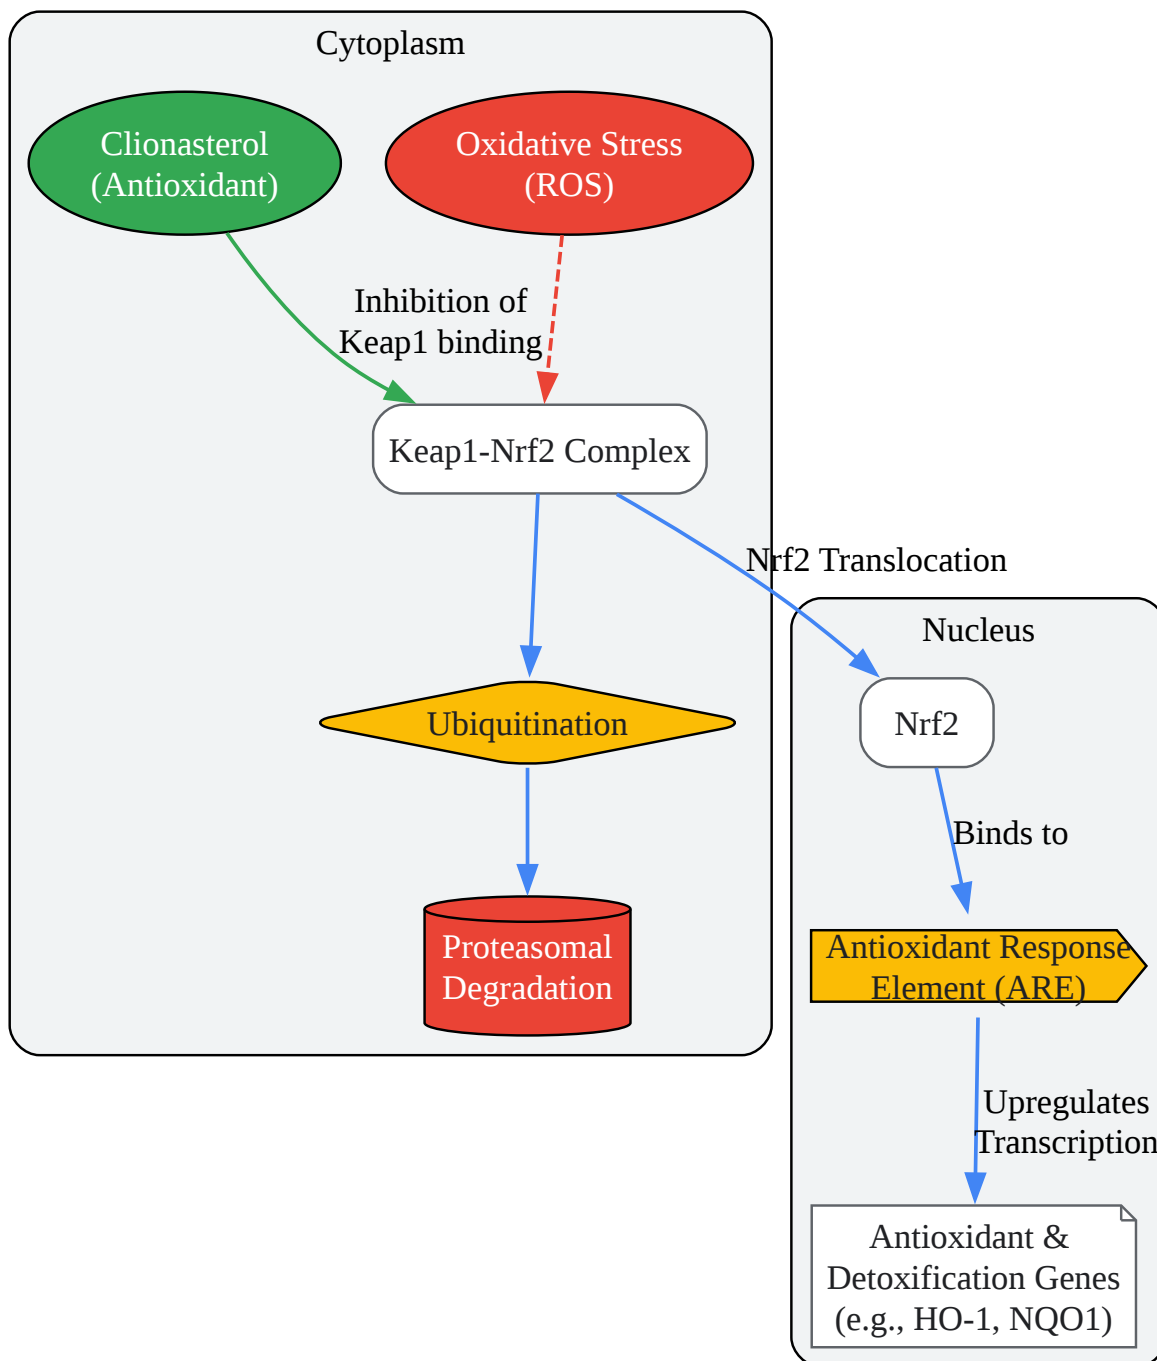 Cytoplasm
Clionasterol
(Antioxidant)
Oxidative Stress
(ROS)
Inhibition of
Keap1 binding
Keap1-Nrf2 Complex
Nrf2 Translocation
Nucleus
Ubiquitination
Nrf2
Binds to
Proteasomal
Degradation
Antioxidant Response
Element (ARE)
Upregulates
Transcription
Antioxidant &
Detoxification Genes
(e.g., HO-1, NQO1)